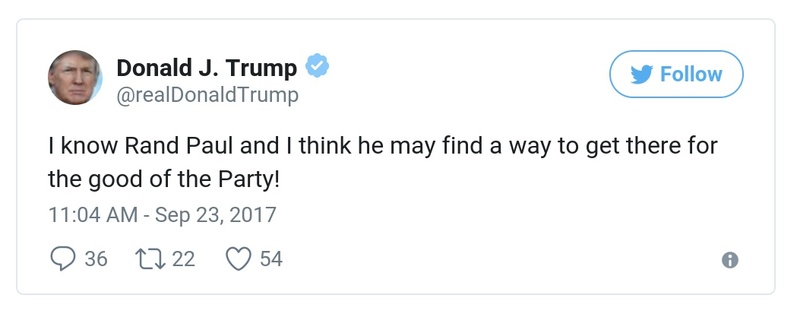 Donald J. Trump
@realDonaldTrump
Follow
I know Rand Paul and I think he may find a way to get there for
the good of the Party!
11:04 AM - Sep 23, 2017
36 22 54